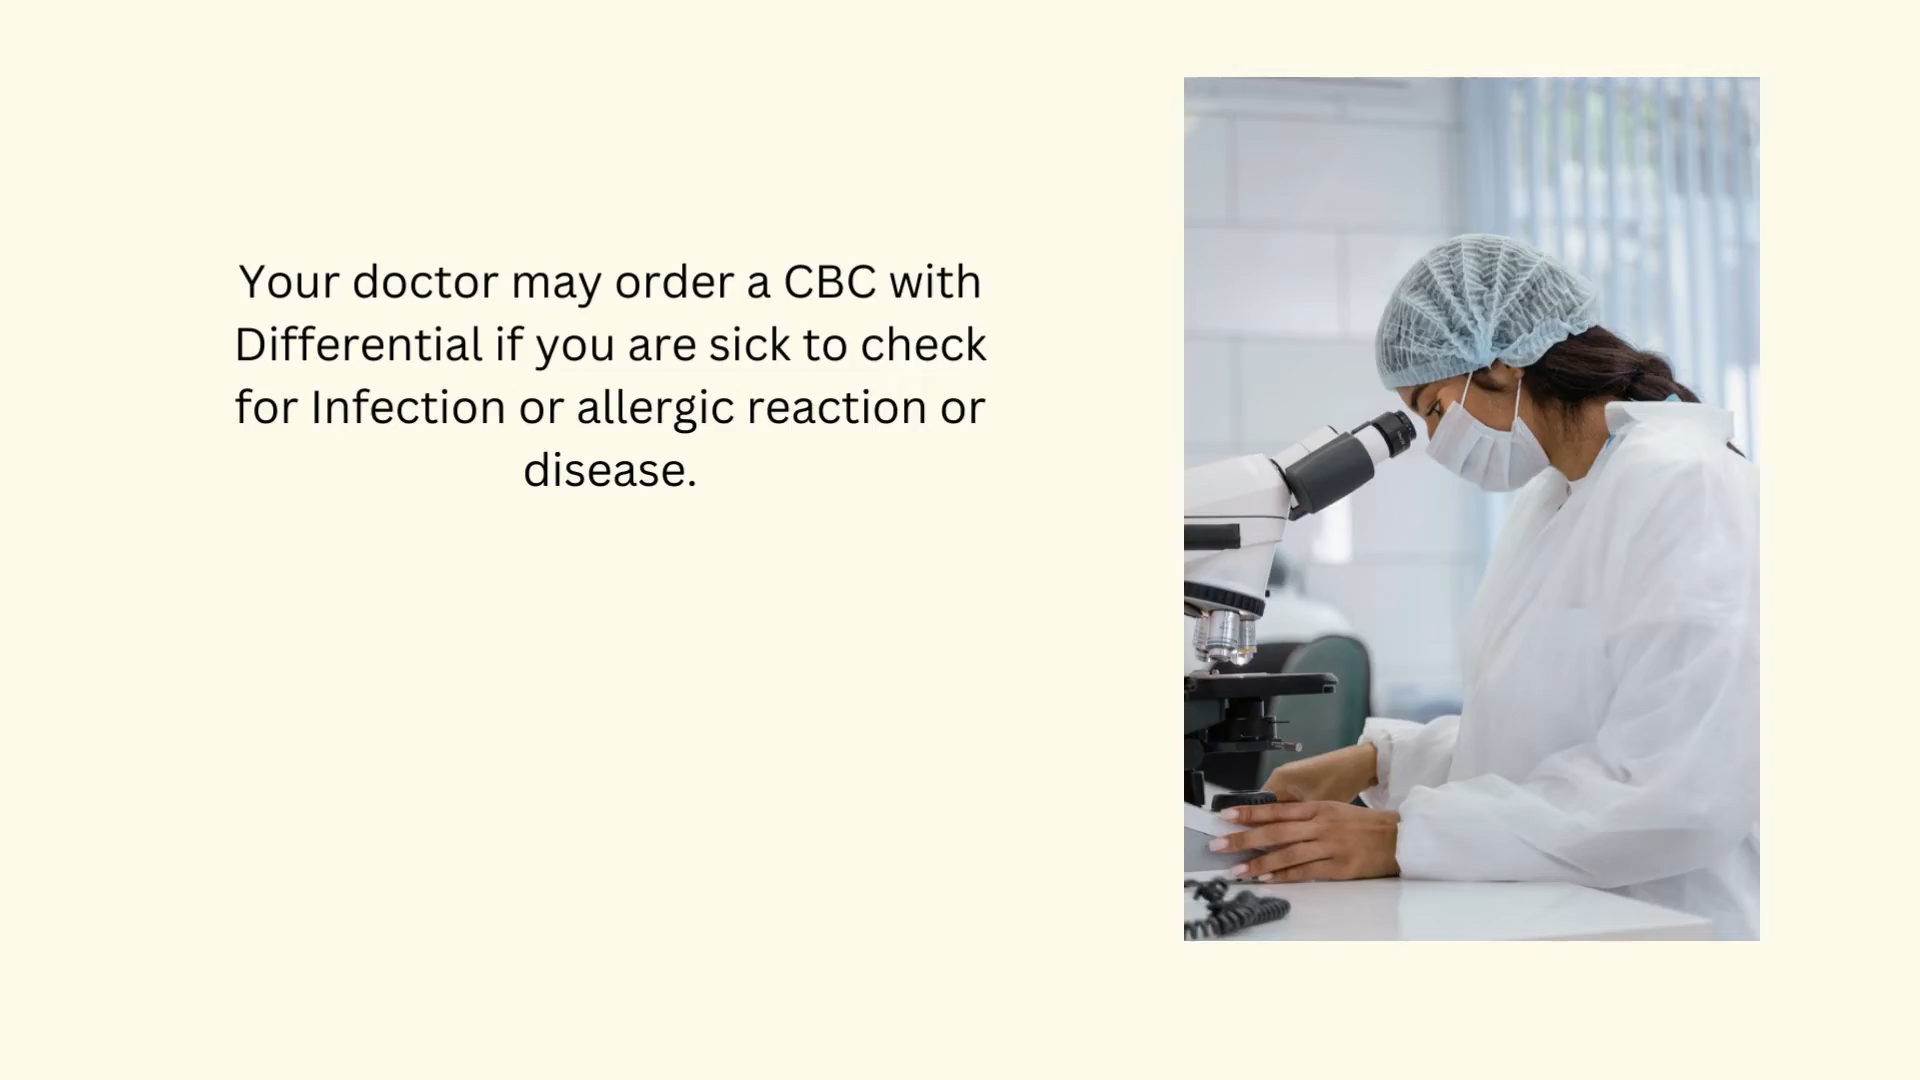 Your doctor may order a CBC with
Differential if you are sick to check
for Infection or allergic reaction or
disease.